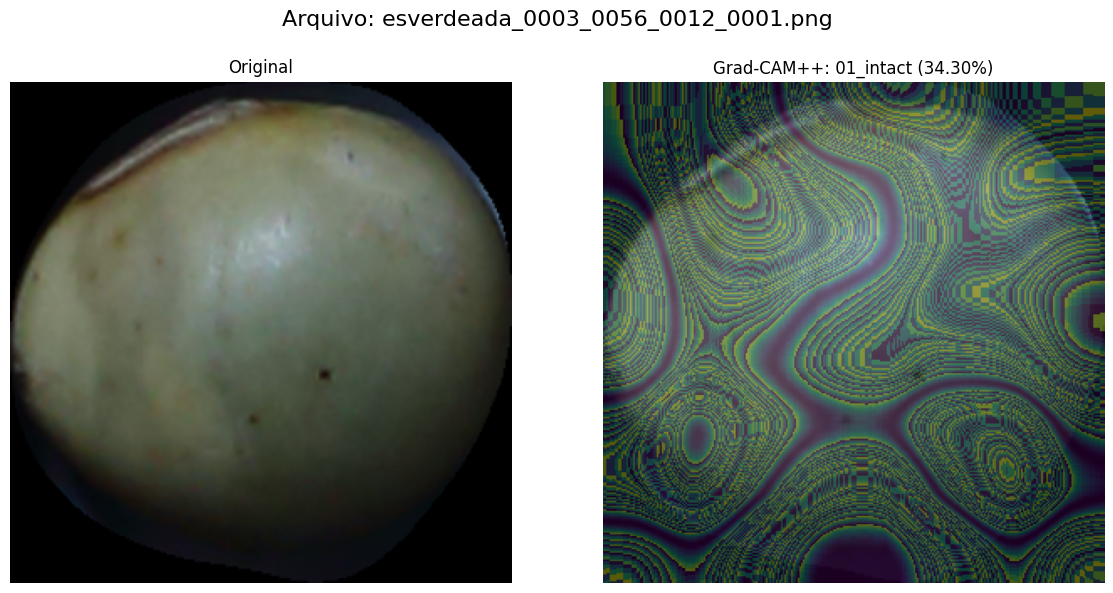 Arquivo: esverdeada_0003_0056_0012_0001.png
Original
Grad-CAM++: 01_intact (34.30%)